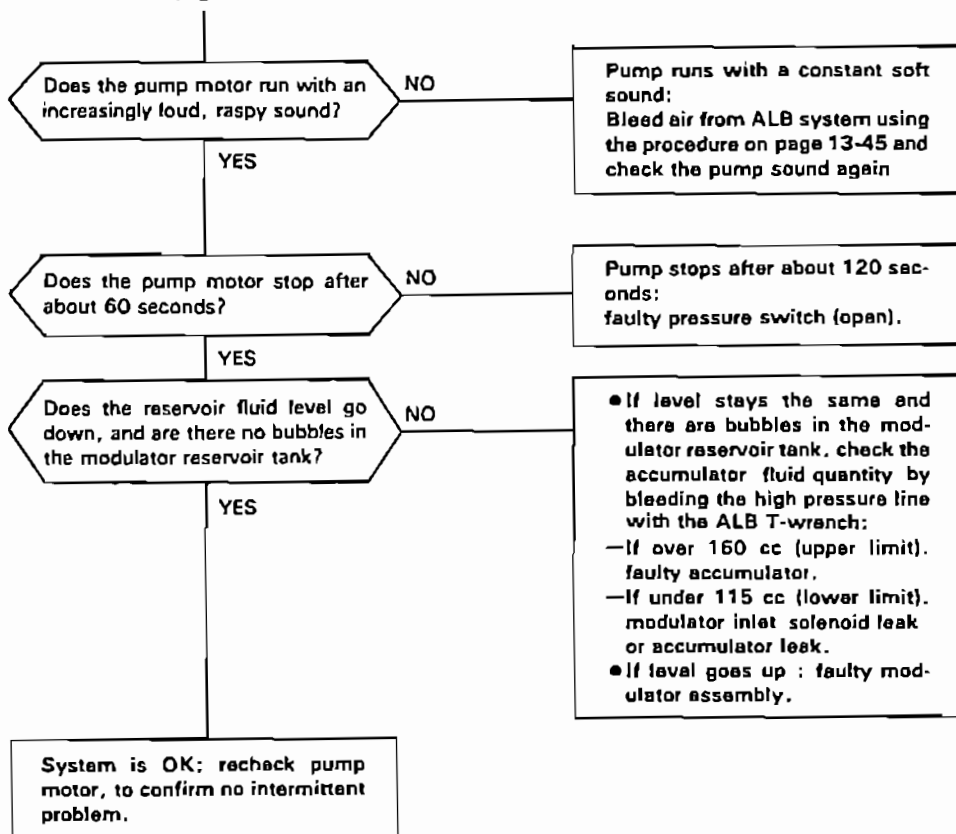 Does the pump motor run with an
increasingly loud, raspy sound?
NO
Pump runs with a constant soft
sound:
Bleed air from ALB system using
the procedure on page 13-45 and
check the pump sound again
YES
Does the pump motor stop after
about 60 seconds?
NO
Pump stops after about 120 sec-
onds:
faulty pressure switch (open).
YES
Does the reservoir fluid level go
down, and are there no bubbles in
the modulator reservoir tank?
NO
●If level stays the same and
there are bubbles in the mod-
ulator reservoir tank, check the
accumulator fluid quantity by
bleeding the high pressure line
with the ALB T-wrench:
—If over 160 cc (upper limit).
faulty accumulator.
—If under 115 cc (lower limit).
modulator inlet solenoid leak
or accumulator leak.
●If level goes up : faulty mod-
ulator assembly.
YES
System is OK; recheck pump
motor, to confirm no intermittent
problem.